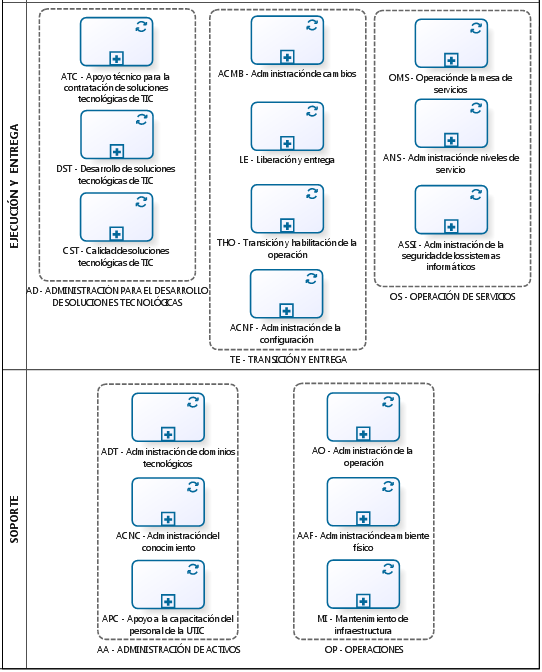 EJECUCIÓN Y ENTREGA
ATC - Apoyo técnico para la
contratación de soluciones
tecnológicas de TIC
DST - Desarrollo de soluciones
tecnológicas de TIC
CST - Calidad de soluciones
tecnológicas de TIC
AD - ADMINISTRACIÓN PARA EL DESARROLLO
DE SOLUCIONES TECNOLÓGICAS
ACMB - Administración de cambios
LE - Liberación y entrega
THO - Transición y habilitación de la
operación
ACNF - Administración de la
configuración
TE - TRANSICIÓN Y ENTREGA
OMS - Operación de la mesa de
servicios
ANS - Administración de niveles de
servicio
ASSI - Administración de la
seguridad de los sistemas
informáticos
OS - OPERACIÓN DE SERVICIOS
SOPORTE
ADT - Administración de dominios
tecnológicos
ACNC - Administración del
conocimiento
APC - Apoyo a la capacitación del
personal de la UTIC
AA - ADMINISTRACIÓN DE ACTIVOS
AO - Administración de la
operación
AAF - Administración de ambiente
físico
MI - Mantenimiento de
infraestructura
OP - OPERACIONES